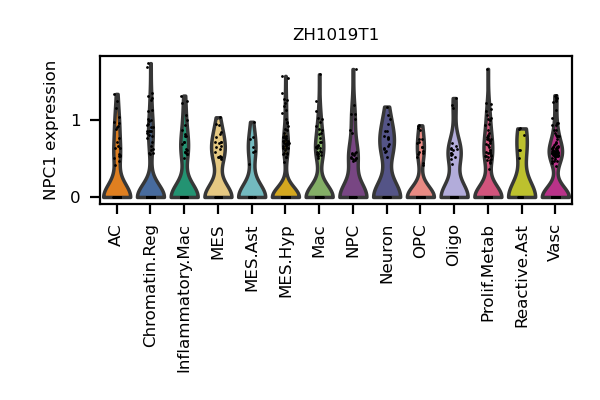 ZH1019T1
NPC1 expression
1
0
AC
Chromatin.Reg
Inflammatory.Mac
MES
MES.Ast
MES.Hyp
Mac
NPC
Neuron
OPC
Oligo
Prolif.Metab
Reactive.Ast
Vasc